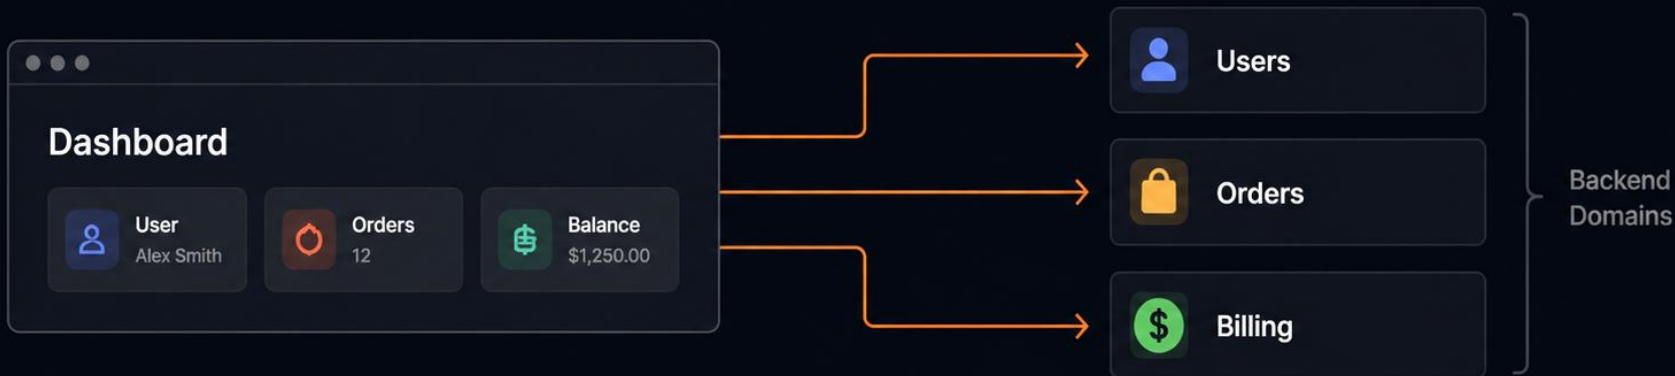 Dashboard
User
Alex Smith
Orders
12
Balance
$1,250.00
Users
Orders
$
Billing
Backend
Domains